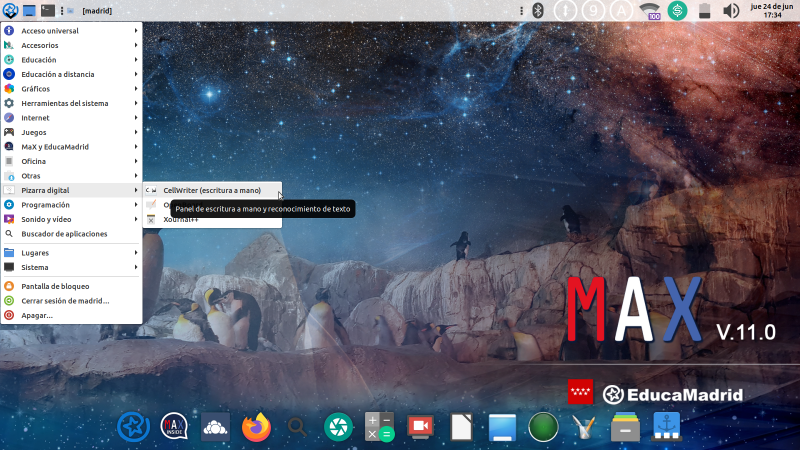 [madrid]
100
jue 24 de jun
17:34
Acceso universal
Accesorios
Educación
Educación a distancia
Gráficos
Herramientas del sistema
Internet
Juegos
MaX y EducaMadrid
Oficina
Otras
Pizarra digital
Programación
Sonido y vídeo
Buscador de aplicaciones
Lugares
Sistema
Pantalla de bloqueo
Cerrar sesión de madrid...
Apagar...
CellWriter (escritura a mano)
Panel de escritura a mano y reconocimiento de texto
Xournal++
MAX V.11.0
EducaMadrid
MAX
INSIDE